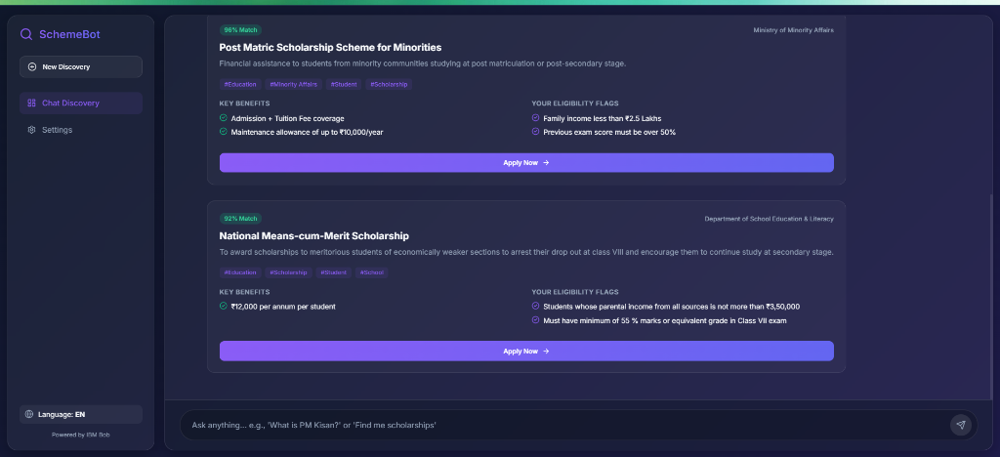 SchemeBot
New Discovery
Chat Discovery
Settings
Language: EN
Powered by IBM Bob
96% Match
Ministry of Minority Affairs
Post Matric Scholarship Scheme for Minorities
Financial assistance to students from minority communities studying at post matriculation or post-secondary stage.
#Education #Minority Affairs #Student #Scholarship
KEY BENEFITS
Admission + Tuition Fee coverage
Maintenance allowance of up to ₹10,000/year
YOUR ELIGIBILITY FLAGS
Family income less than ₹2.5 Lakhs
Previous exam score must be over 50%
Apply Now →
92% Match
Department of School Education & Literacy
National Means-cum-Merit Scholarship
To award scholarships to meritorious students of economically weaker sections to arrest their drop out at class VIII and encourage them to continue study at secondary stage.
#Education #Scholarship #Student #School
KEY BENEFITS
₹12,000 per annum per student
YOUR ELIGIBILITY FLAGS
Students whose parental income from all sources is not more than ₹3,50,000
Must have minimum of 55 % marks or equivalent grade in Class VII exam
Apply Now →
Ask anything... e.g., 'What is PM Kisan?' or 'Find me scholarships'